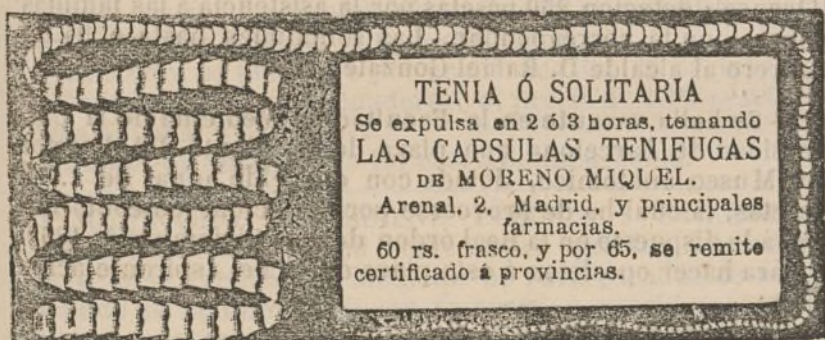 TENIA Ó SOLITARIA
Se expulsa en 2 ó 3 horas, tomando
LAS CAPSULAS TENIFUGAS
DE MORENO MIQUEL.
Arenal, 2, Madrid, y principales
farmacias.
60 rs. frasco, y por 65, se remite
certificado á provincias.